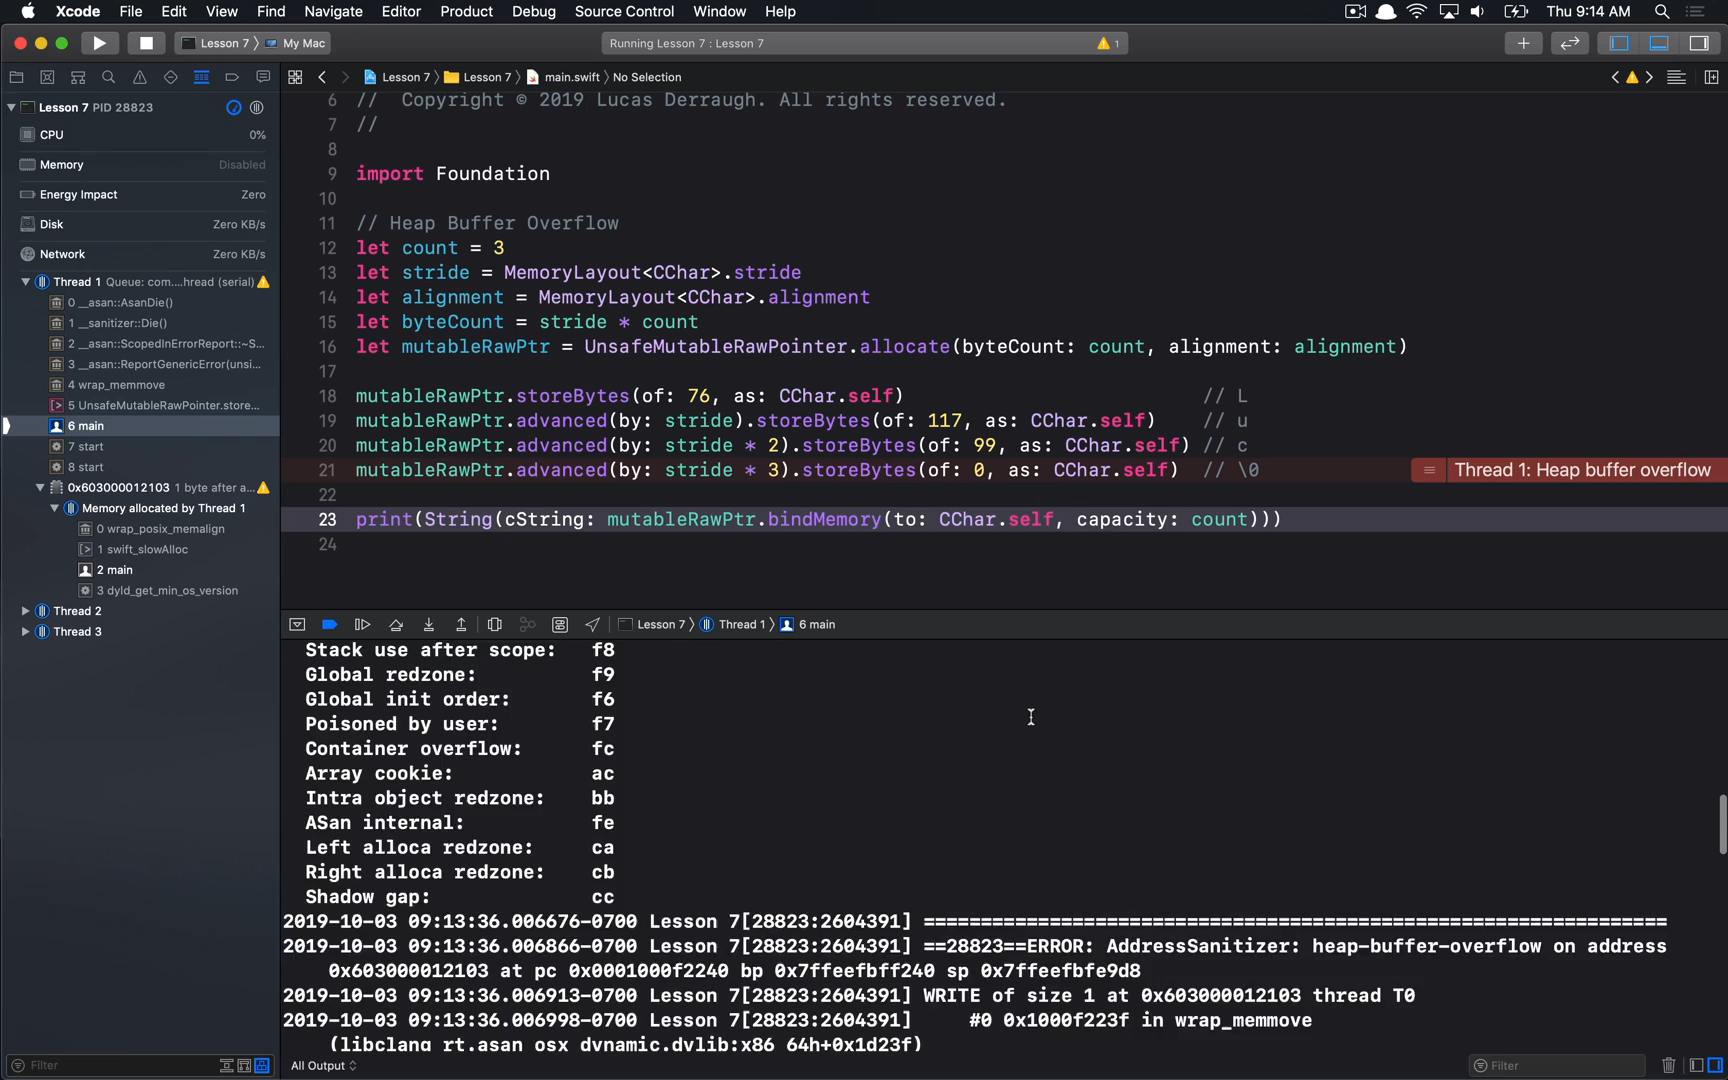 Xcode File Edit View Find Navigate Editor Product Debug Source Control Window Help Thu 9:14 AM
Lesson 7 My Mac Running Lesson 7 : Lesson 7 1
Lesson 7 Lesson 7 main.swift No Selection
Lesson 7 PID 28823
CPU 0%
Memory Disabled
Energy Impact Zero
Disk Zero KB/s
Network Zero KB/s
Thread 1 Queue: com....hread (serial)
0 __asan::AsanDie()
1 __sanitizer::Die()
2 __asan::ScopedInErrorReport::~S...
3 __asan::ReportGenericError(unsi...
4 wrap_memmove
5 UnsafeMutableRawPointer.store...
6 main
7 start
8 start
0x603000012103 1 byte after a...
Memory allocated by Thread 1
0 wrap_posix_memalign
1 swift_slowAlloc
2 main
3 dyld_get_min_os_version
Thread 2
Thread 3
Filter
6 // Copyright © 2019 Lucas Derraugh. All rights reserved.
7 //
8
9 import Foundation
10
11 // Heap Buffer Overflow
12 let count = 3
13 let stride = MemoryLayout<CChar>.stride
14 let alignment = MemoryLayout<CChar>.alignment
15 let byteCount = stride * count
16 let mutableRawPtr = UnsafeMutableRawPointer.allocate(byteCount: count, alignment: alignment)
17
18 mutableRawPtr.storeBytes(of: 76, as: CChar.self) // L
19 mutableRawPtr.advanced(by: stride).storeBytes(of: 117, as: CChar.self) // u
20 mutableRawPtr.advanced(by: stride * 2).storeBytes(of: 99, as: CChar.self) // c
21 mutableRawPtr.advanced(by: stride * 3).storeBytes(of: 0, as: CChar.self) // \0 Thread 1: Heap buffer overflow
22
23 print(String(cString: mutableRawPtr.bindMemory(to: CChar.self, capacity: count)))
24
Lesson 7 Thread 1 6 main
Stack use after scope: f8
Global redzone: f9
Global init order: f6
Poisoned by user: f7
Container overflow: fc
Array cookie: ac
Intra object redzone: bb
ASan internal: fe
Left alloca redzone: ca
Right alloca redzone: cb
Shadow gap: cc
2019-10-03 09:13:36.006676-0700 Lesson 7[28823:2604391] =================================================================
2019-10-03 09:13:36.006866-0700 Lesson 7[28823:2604391] ==28823==ERROR: AddressSanitizer: heap-buffer-overflow on address
0x603000012103 at pc 0x0001000f2240 bp 0x7ffeefbff240 sp 0x7ffeefbfe9d8
2019-10-03 09:13:36.006913-0700 Lesson 7[28823:2604391] WRITE of size 1 at 0x603000012103 thread T0
2019-10-03 09:13:36.006998-0700 Lesson 7[28823:2604391] #0 0x1000f223f in wrap_memmove
(libclang_rt.asan_osx_dynamic.dylib:x86_64h+0x1d23f)
All Output Filter